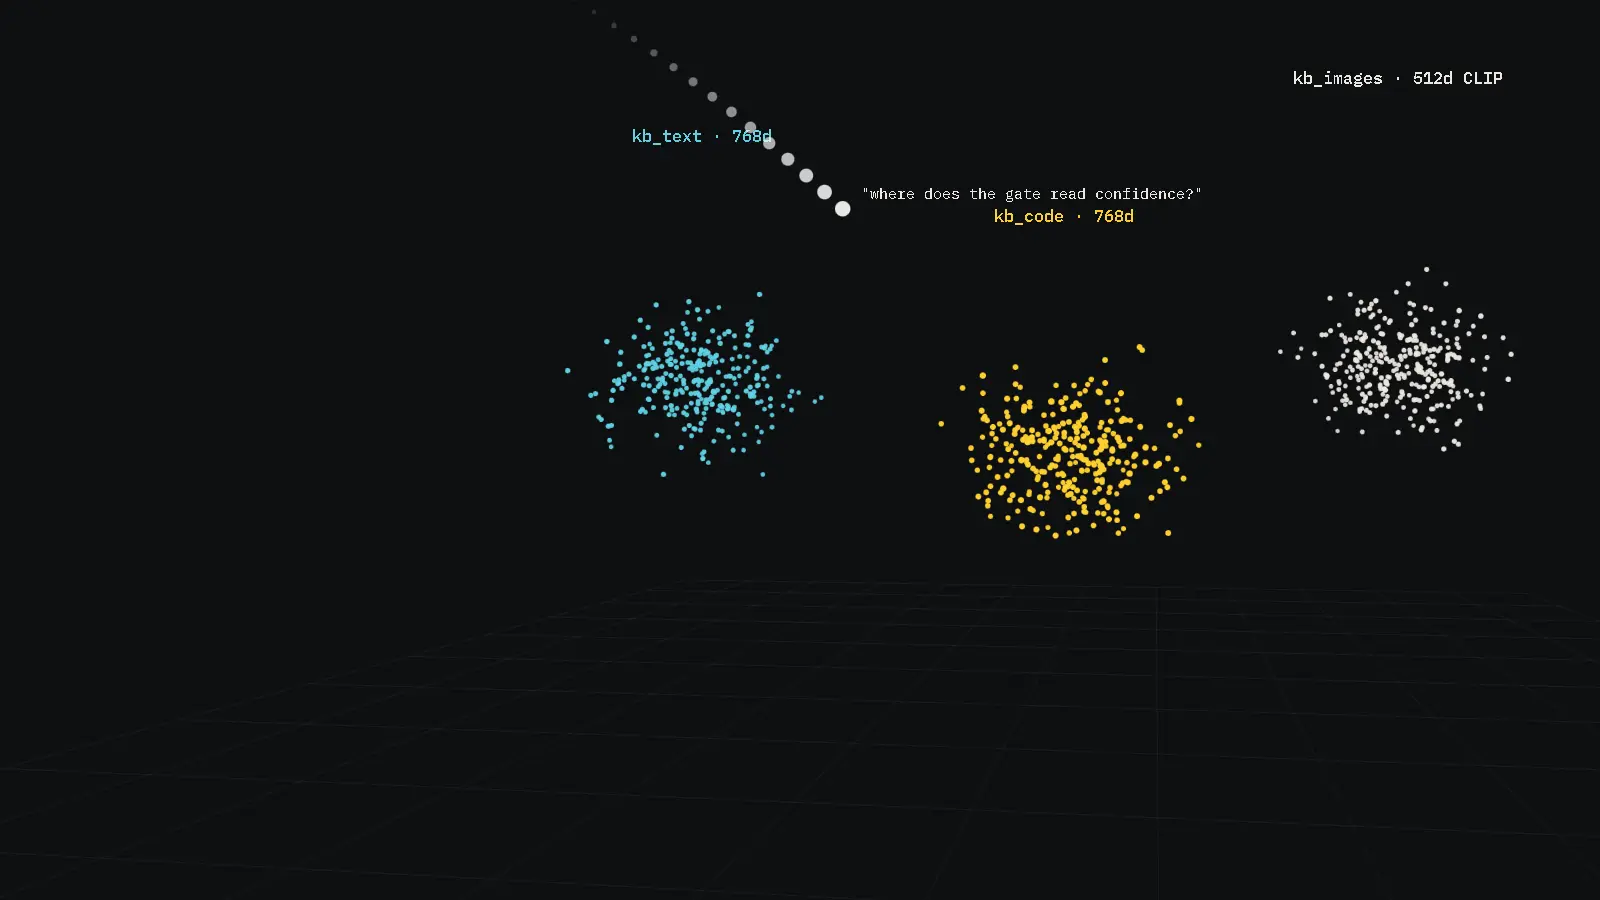 kb_images · 512d CLIP
kb_text · 768d
"where does the gate read confidence?"
kb_code · 768d